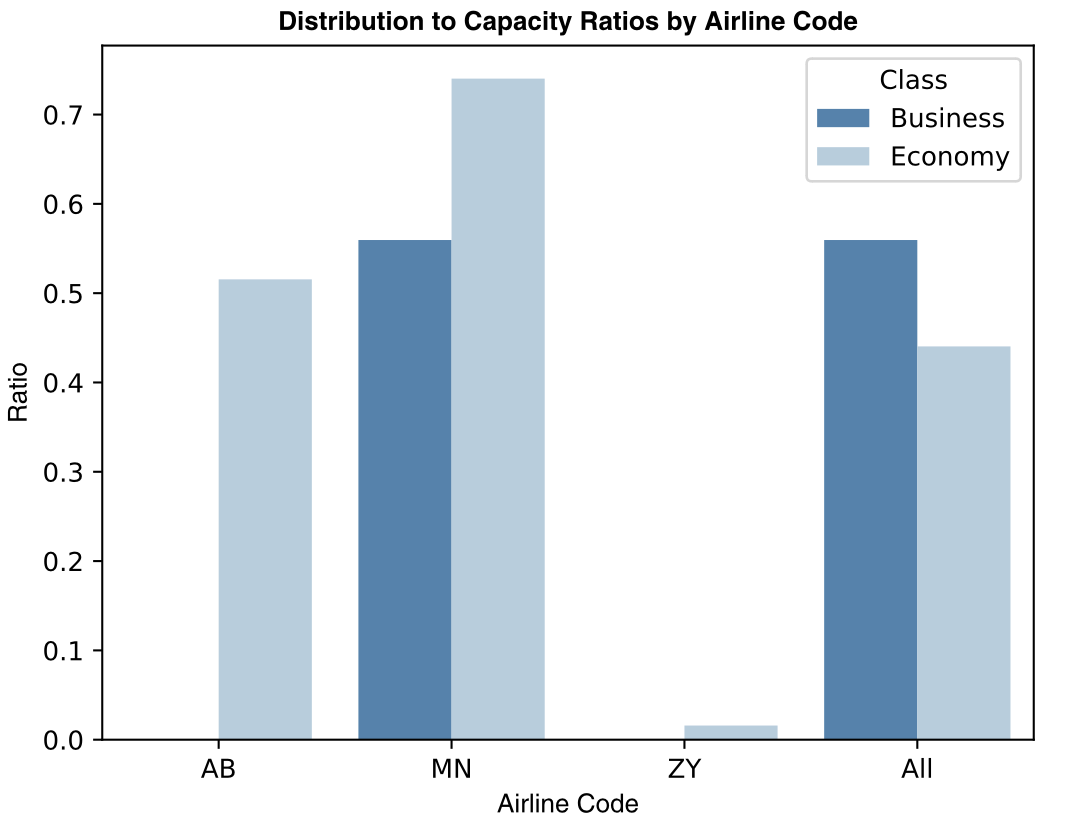 Distribution to Capacity Ratios by Airline Code
Class
Business
Economy
0.7
0.6
0.5
0.4
0.3
0.2
0.1
0.0
Ratio
AB MN ZY All
Airline Code